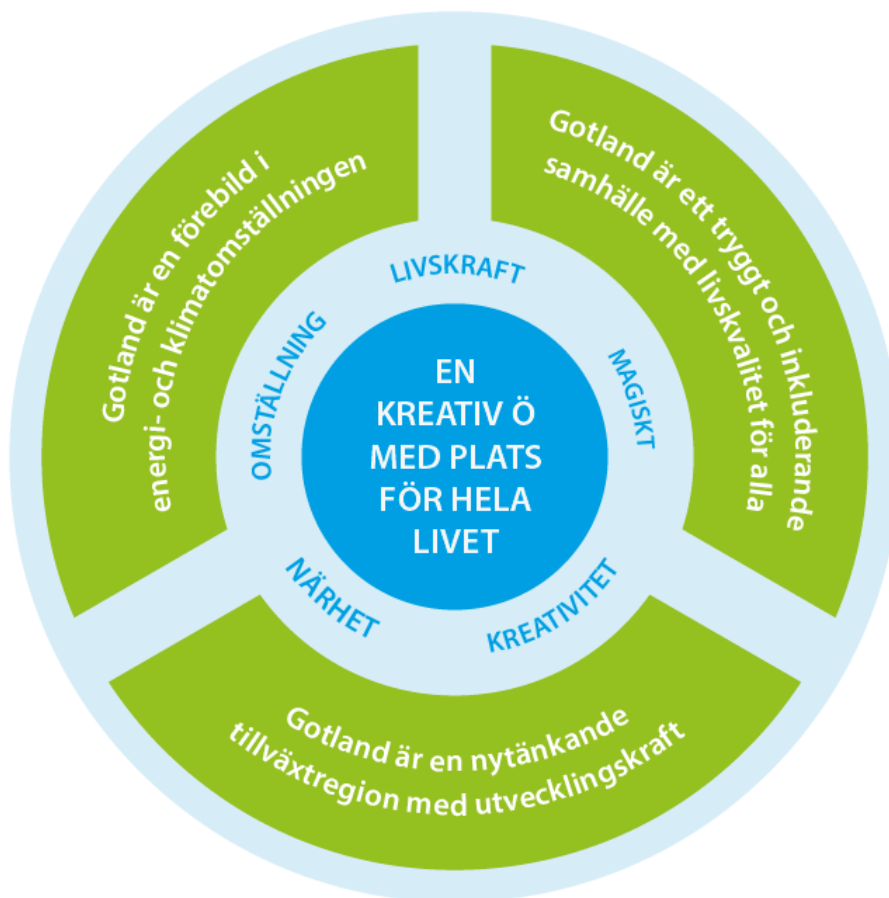 Gotland är en förebild i
energi- och klimatomställningen
Gotland är ett tryggt och inkluderande
samhälle med livskvalitet för alla
LIVSKRAFT
OMSTÄLLNING
MAGISKT
EN
KREATIV Ö
MED PLATS
FÖR HELA
LIVET
NÄRHET
KREATIVITET
Gotland är en nytänkande
tillväxtregion med utvecklingskraft